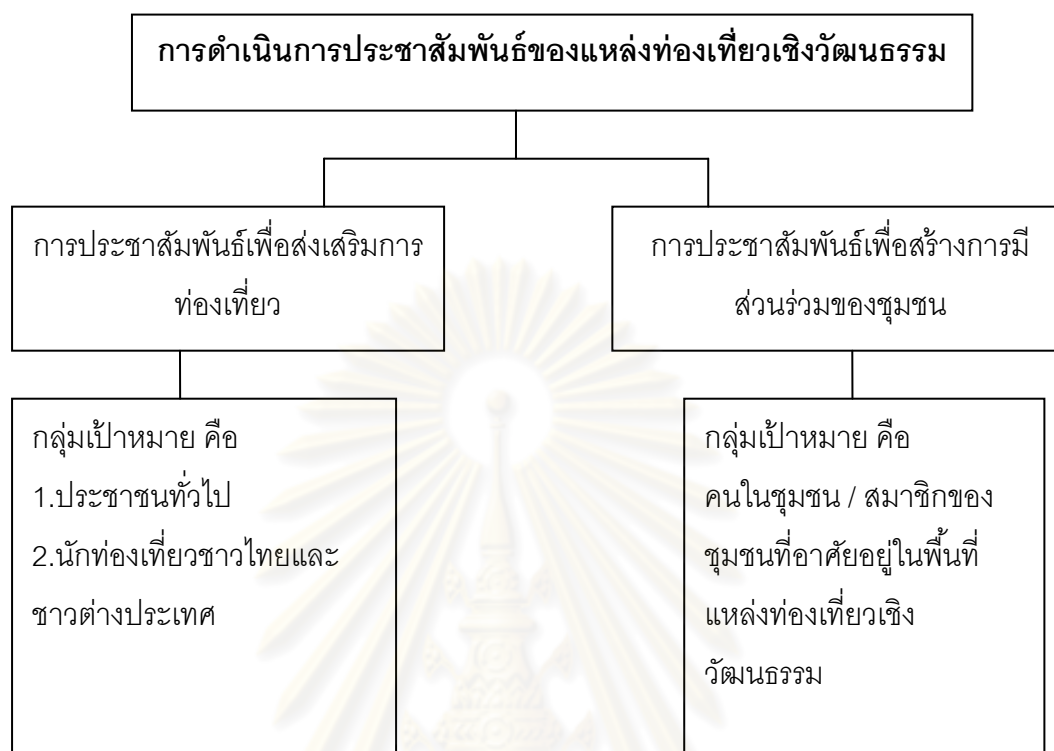 การดำเนินการประชาสัมพันธ์ของแหล่งท่องเที่ยวเชิงวัฒนธรรม
การประชาสัมพันธ์เพื่อส่งเสริมการ
ท่องเที่ยว
การประชาสัมพันธ์เพื่อสร้างการมี
ส่วนร่วมของชุมชน
กลุ่มเป้าหมาย คือ
1.ประชาชนทั่วไป
2.นักท่องเที่ยวชาวไทยและ
ชาวต่างประเทศ
กลุ่มเป้าหมาย คือ
คนในชุมชน / สมาชิกของ
ชุมชนที่อาศัยอยู่ในพื้นที่
แหล่งท่องเที่ยวเชิง
วัฒนธรรม